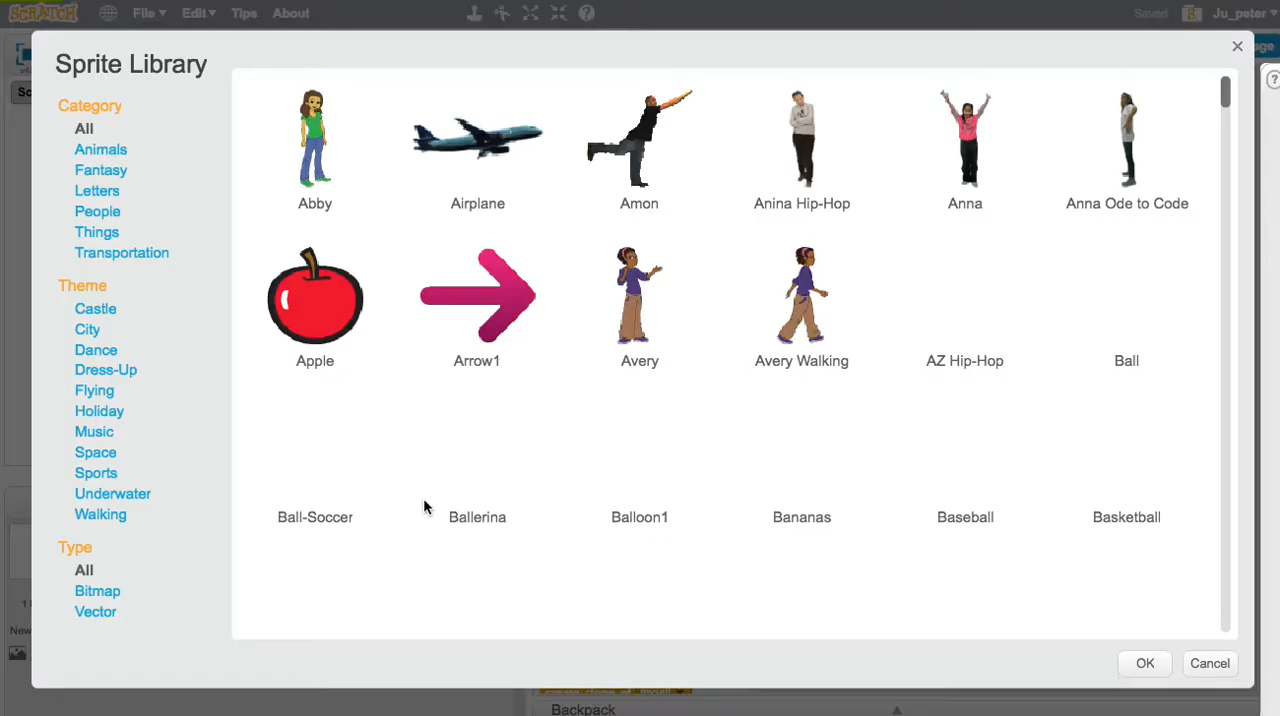 SCRATCH File Edit Tips About Saved Ju_peter
Sprite Library
Category
All
Animals
Fantasy
Letters
People
Things
Transportation
Theme
Castle
City
Dance
Dress-Up
Flying
Holiday
Music
Space
Sports
Underwater
Walking
Type
All
Bitmap
Vector
Abby Airplane Amon Anina Hip-Hop Anna Anna Ode to Code
Apple Arrow1 Avery Avery Walking AZ Hip-Hop Ball
Ball-Soccer Ballerina Balloon1 Bananas Baseball Basketball
OK Cancel
New
Backpack